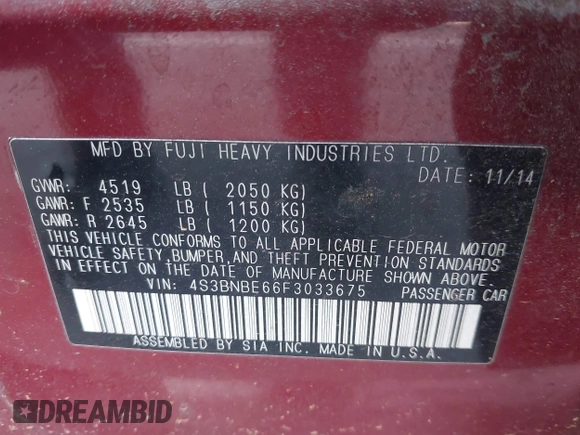 MFD BY FUJI HEAVY INDUSTRIES LTD.
DATE: 11/14
GVWR: 4519 LB ( 2050 KG)
GAWR: F 2535 LB ( 1150 KG)
GAWR: R 2645 LB ( 1200 KG)
THIS VEHICLE CONFORMS TO ALL APPLICABLE FEDERAL MOTOR
VEHICLE SAFETY, BUMPER, AND THEFT PREVENTION STANDARDS
IN EFFECT ON THE DATE OF MANUFACTURE SHOWN ABOVE.
VIN: 4S3BNBE66F3033675 PASSENGER CAR
ASSEMBLED BY SIA INC. MADE IN U.S.A.
DREAMBID